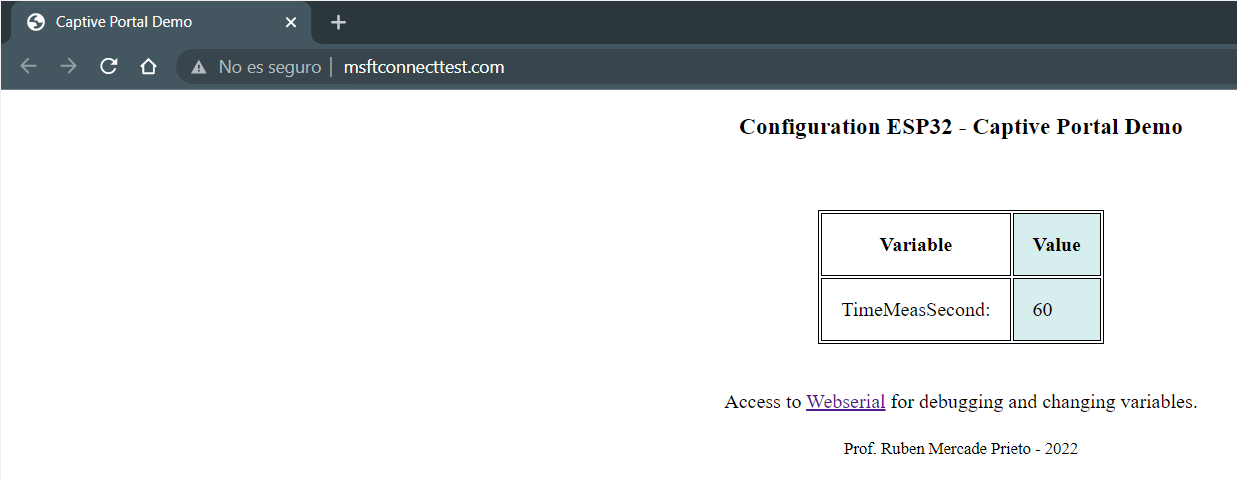 Captive Portal Demo
No es seguro | msftconnecttest.com
Configuration ESP32 - Captive Portal Demo
Variable Value
TimeMeasSecond: 60
Access to Webserial for debugging and changing variables.
Prof. Ruben Mercade Prieto - 2022